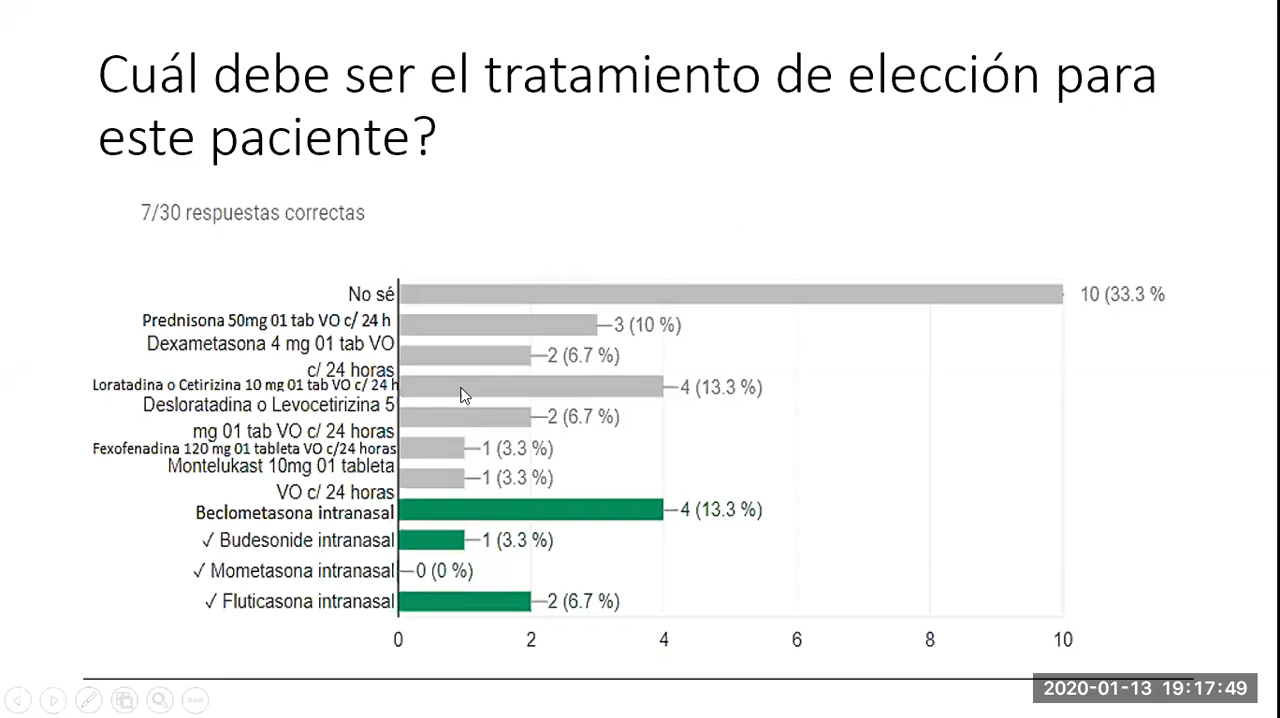 Cuál debe ser el tratamiento de elección para
este paciente?
7/30 respuestas correctas
No sé
10 (33.3 %
Prednisona 50mg 01 tab VO c/ 24 h
3 (10 %)
Dexametasona 4 mg 01 tab VO
c/ 24 horas
2 (6.7 %)
Loratadina o Cetirizina 10 mg 01 tab VO c/ 24 h
4 (13.3 %)
Desloratadina o Levocetirizina 5
mg 01 tab VO c/ 24 horas
2 (6.7 %)
Fexofenadina 120 mg 01 tableta VO c/24 horas
1 (3.3 %)
Montelukast 10mg 01 tableta
VO c/ 24 horas
1 (3.3 %)
Beclometasona intranasal
4 (13.3 %)
✓ Budesonide intranasal
1 (3.3 %)
✓ Mometasona intranasal
0 (0 %)
✓ Fluticasona intranasal
2 (6.7 %)
0 2 4 6 8 10
2020-01-13 19:17:49